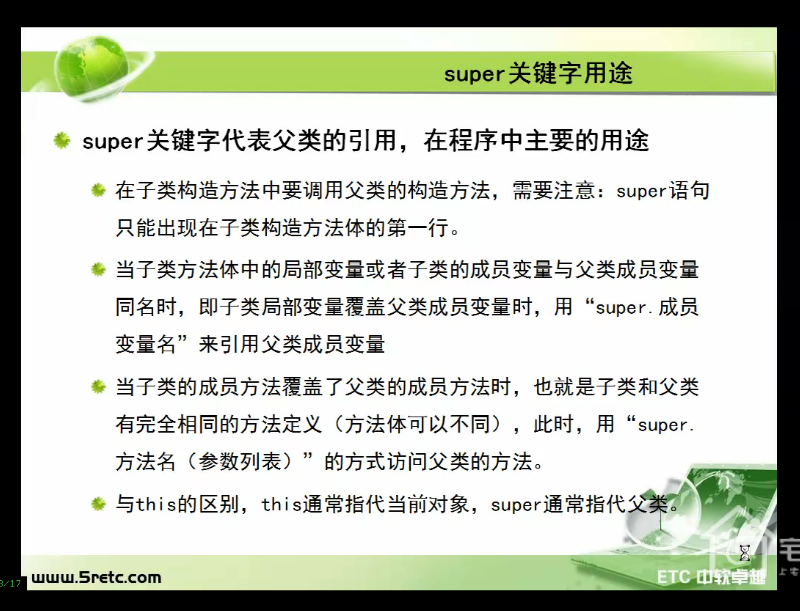 super关键字用途
super关键字代表父类的引用，在程序中主要的用途
在子类构造方法中要调用父类的构造方法，需要注意：super语句
只能出现在子类构造方法体的第一行。
当子类方法体中的局部变量或者子类的成员变量与父类成员变量
同名时，即子类局部变量覆盖父类成员变量时，用“super.成员
变量名”来引用父类成员变量
当子类的成员方法覆盖了父类的成员方法时，也就是子类和父类
有完全相同的方法定义（方法体可以不同），此时，用“super.
方法名（参数列表）”的方式访问父类的方法。
与this的区别，this通常指代当前对象，super通常指代父类。
3/17
www.5retc.com
ETC 中软卓越
宅
上宅